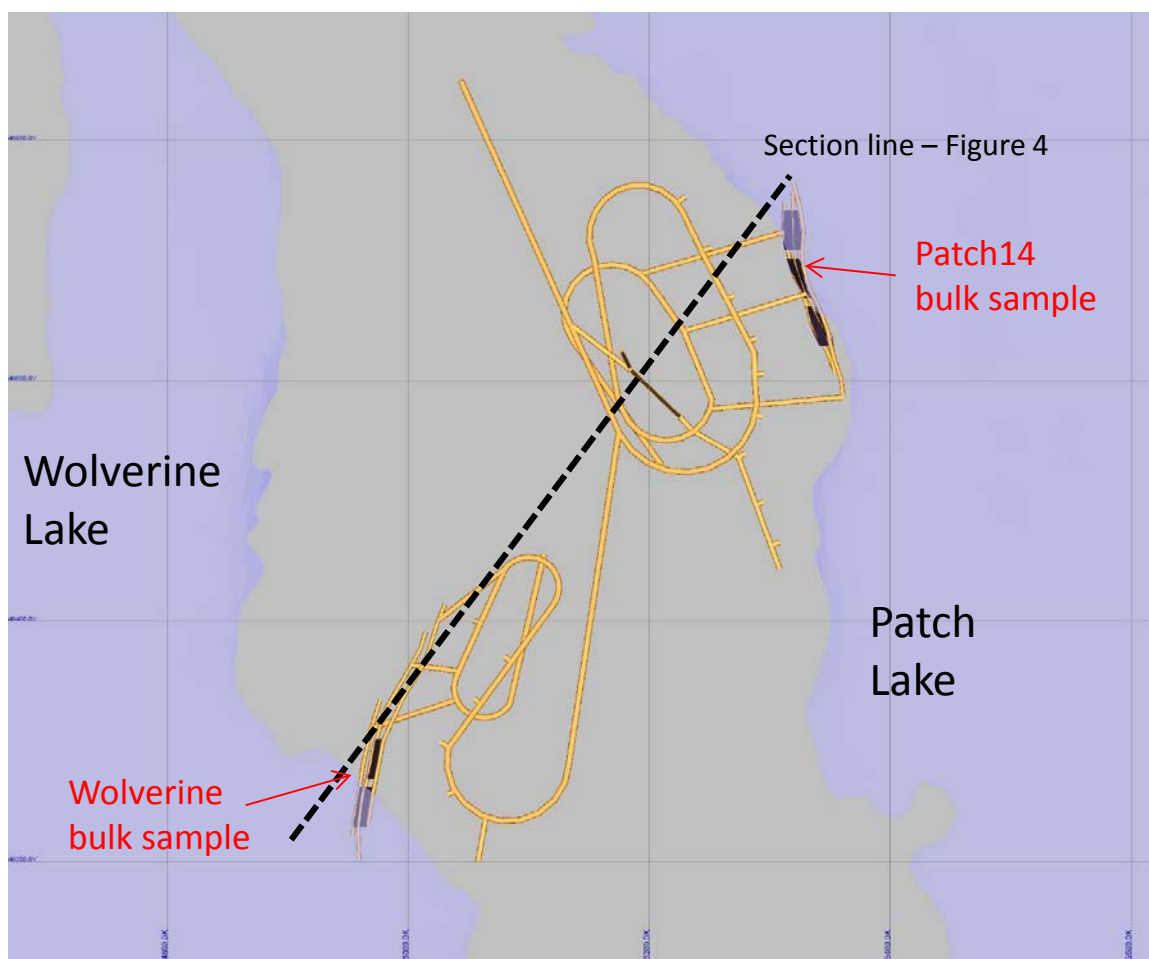 Section line – Figure 4
Patch14
bulk sample
Wolverine
Lake
Patch
Lake
Wolverine
bulk sample